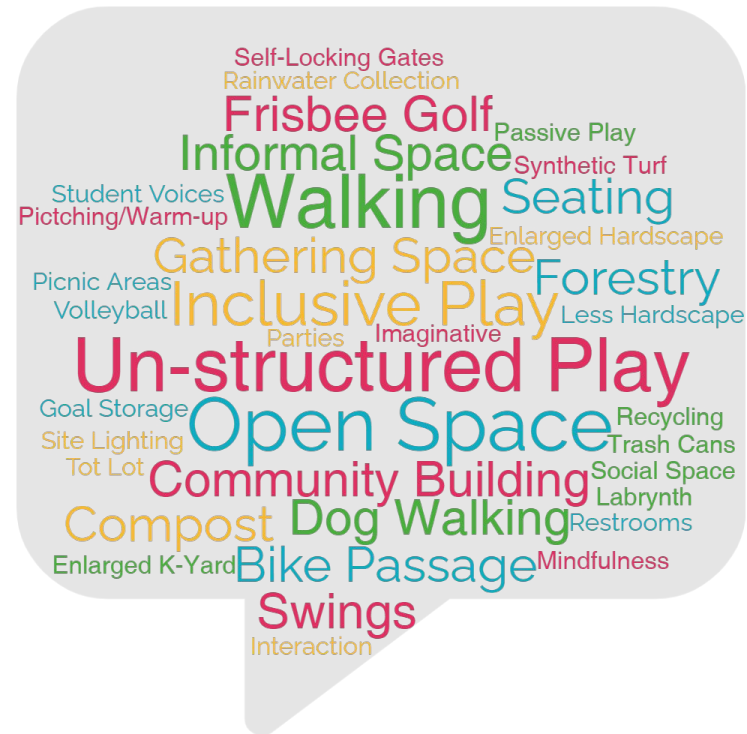 Self-Locking Gates
Rainwater Collection
Frisbee Golf
Passive Play
Informal Space
Synthetic Turf
Student Voices
Walking
Seating
Pictching/Warm-up
Enlarged Hardscape
Gathering Space
Picnic Areas
Forestry
Volleyball
Inclusive Play
Less Hardscape
Parties
Imaginative
Un-structured Play
Goal Storage
Open Space
Recycling
Site Lighting
Trash Cans
Tot Lot
Community Building
Social Space
Labrynth
Compost
Dog Walking
Restrooms
Enlarged K-Yard
Bike Passage
Mindfulness
Swings
Interaction